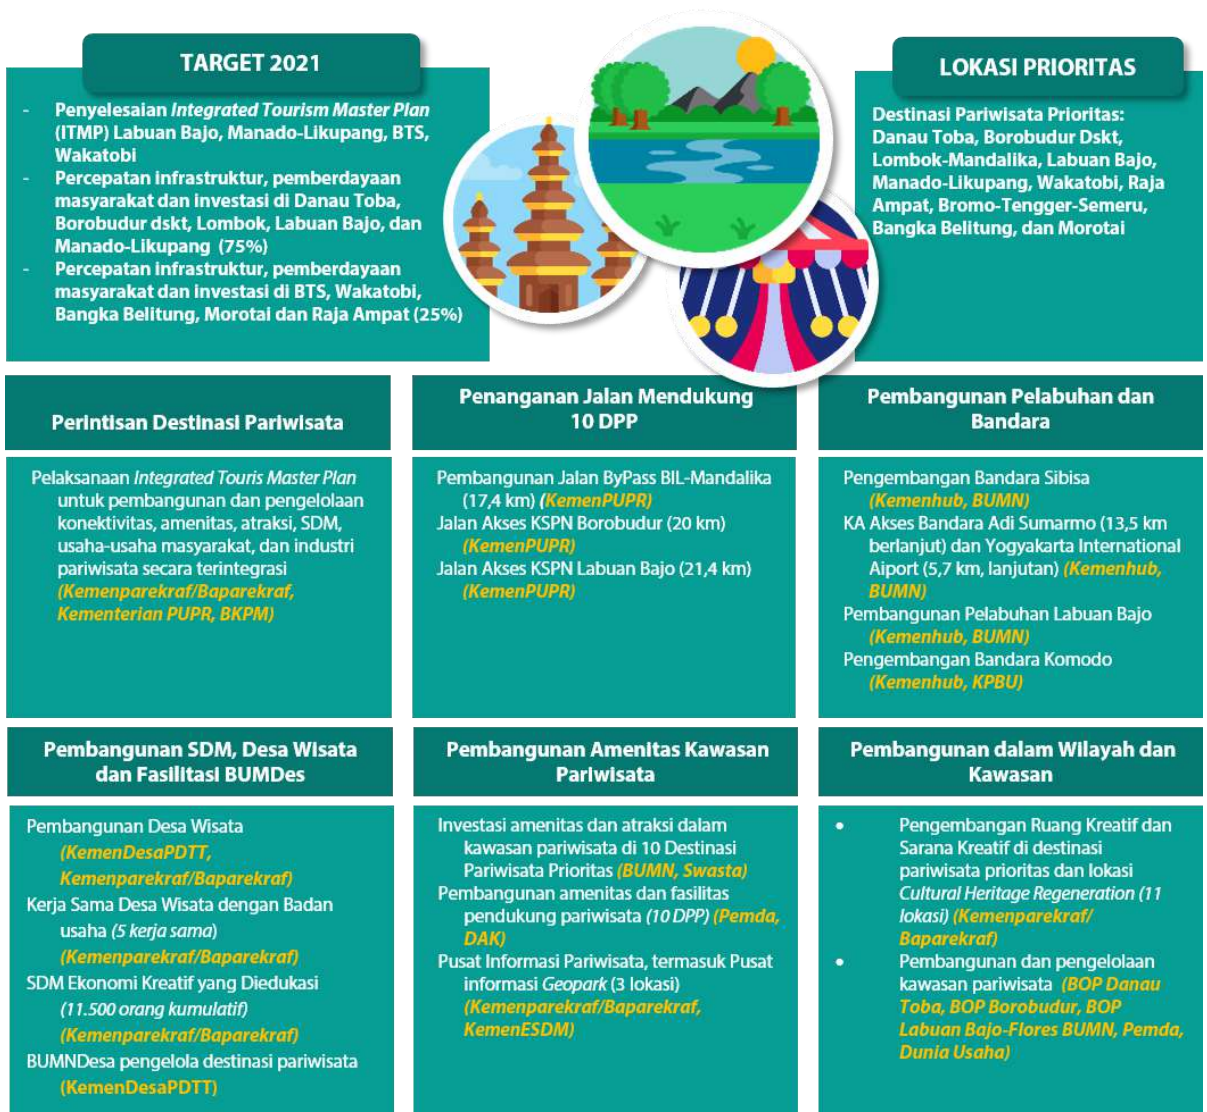 TARGET 2021
- Penyelesaian Integrated Tourism Master Plan
(ITMP) Labuan Bajo, Manado-Likupang, BTS,
Wakatobi
- Percepatan infrastruktur, pemberdayaan
masyarakat dan investasi di Danau Toba,
Borobudur dskt, Lombok, Labuan Bajo, dan
Manado-Likupang (75%)
- Percepatan infrastruktur, pemberdayaan
masyarakat dan investasi di BTS, Wakatobi,
Bangka Belitung, Morotai dan Raja Ampat (25%)
LOKASI PRIORITAS
Destinasi Pariwisata Prioritas:
Danau Toba, Borobudur Dskt,
Lombok-Mandalika, Labuan Bajo,
Manado-Likupang, Wakatobi, Raja
Ampat, Bromo-Tengger-Semeru,
Bangka Belitung, dan Morotai
Perintisan Destinasi Pariwisata
Pelaksanaan Integrated Touris Master Plan
untuk pembangunan dan pengelolaan
konektivitas, amenitas, atraksi, SDM,
usaha-usaha masyarakat, dan industri
pariwisata secara terintegrasi
(Kemenparekraf/Baparekraf,
Kementerian PUPR, BKPM)
Penanganan Jalan Mendukung
10 DPP
Pembangunan Jalan ByPass BIL-Mandalika
(17,4 km) (KemenPUPR)
Jalan Akses KSPN Borobudur (20 km)
(KemenPUPR)
Jalan Akses KSPN Labuan Bajo (21,4 km)
(KemenPUPR)
Pembangunan Pelabuhan dan
Bandara
Pengembangan Bandara Sibisa
(Kemenhub, BUMN)
KA Akses Bandara Adi Sumarmo (13,5 km
berlanjut) dan Yogyakarta International
Aiport (5,7 km, lanjutan) (Kemenhub,
BUMN)
Pembangunan Pelabuhan Labuan Bajo
(Kemenhub, BUMN)
Pengembangan Bandara Komodo
(Kemenhub, KPBU)
Pembangunan SDM, Desa Wisata
dan Fasilitasi BUMDes
Pembangunan Desa Wisata
(KemenDesaPDTT,
Kemenparekraf/Baparekraf)
Kerja Sama Desa Wisata dengan Badan
usaha (5 kerja sama)
(Kemenparekraf/Baparekraf)
SDM Ekonomi Kreatif yang Diedukasi
(11.500 orang kumulatif)
(Kemenparekraf/Baparekraf)
BUMNDesa pengelola destinasi pariwisata
(KemenDesaPDTT)
Pembangunan Amenitas Kawasan
Pariwisata
Investasi amenitas dan atraksi dalam
kawasan pariwisata di 10 Destinasi
Pariwisata Prioritas (BUMN, Swasta)
Pembangunan amenitas dan fasilitas
pendukung pariwisata (10 DPP) (Pemda,
DAK)
Pusat Informasi Pariwisata, termasuk Pusat
informasi Geopark (3 lokasi)
(Kemenparekraf/Baparekraf,
KemenESDM)
Pembangunan dalam Wilayah dan
Kawasan
• Pengembangan Ruang Kreatif dan
Sarana Kreatif di destinasi
pariwisata prioritas dan lokasi
Cultural Heritage Regeneration (11
lokasi) (Kemenparekraf/
Baparekraf)
• Pembangunan dan pengelolaan
kawasan pariwisata (BOP Danau
Toba, BOP Borobudur, BOP
Labuan Bajo-Flores BUMN, Pemda,
Dunia Usaha)